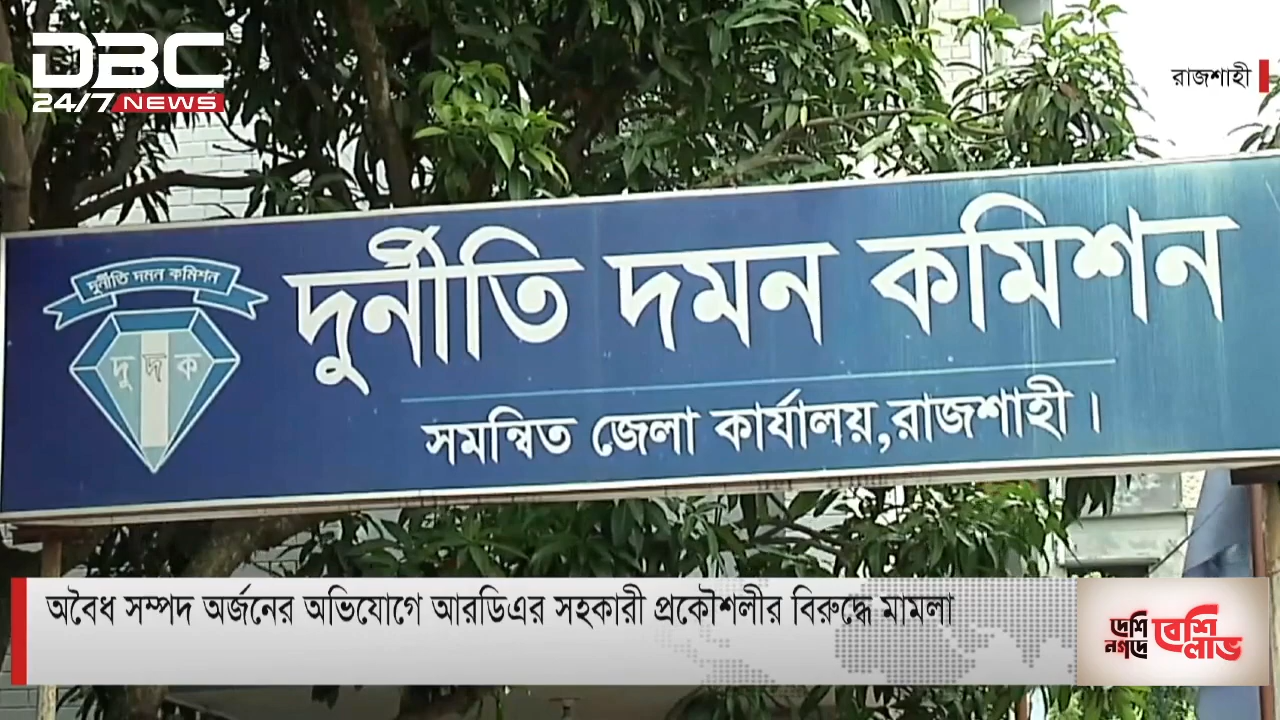 DBC
24/7 NEWS
রাজশাহী
দুর্নীতি দমন কমিশন
দুর্নীতি দমন কমিশন
দু দ ক
সমন্বিত জেলা কার্যালয়,রাজশাহী।
অবৈধ সম্পদ অর্জনের অভিযোগে আরডিএর সহকারী প্রকৌশলীর বিরুদ্ধে মামলা
দেশি বেশি
নগদে লাভ